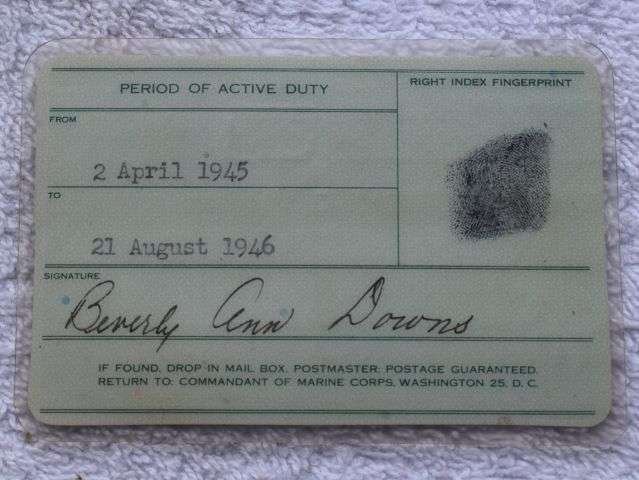 PERIOD OF ACTIVE DUTY
RIGHT INDEX FINGERPRINT
FROM
2 April 1945
TO
21 August 1946
SIGNATURE
Beverly Ann Downs
IF FOUND, DROP IN MAIL BOX. POSTMASTER: POSTAGE GUARANTEED.
RETURN TO: COMMANDANT OF MARINE CORPS, WASHINGTON 25, D. C.